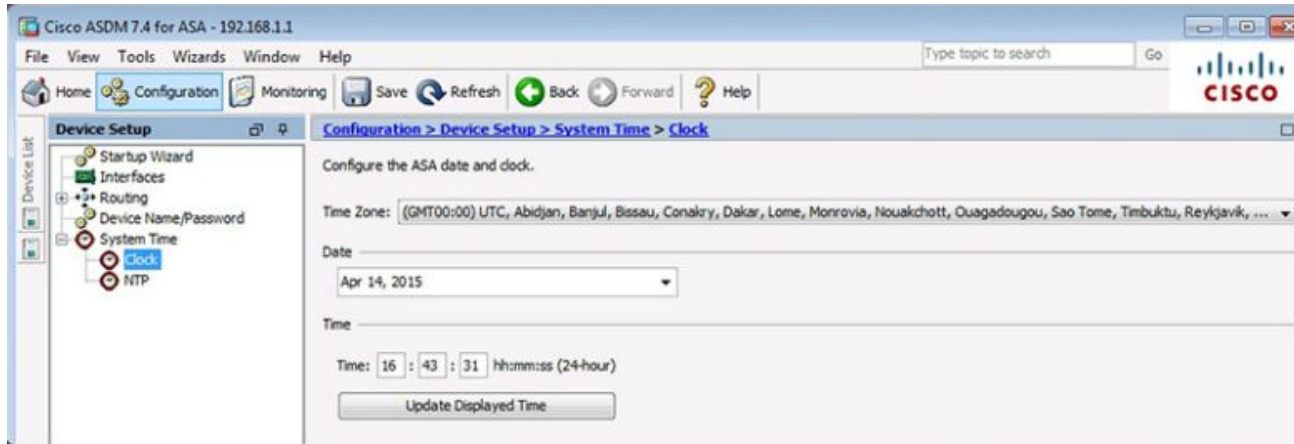 Cisco ASDM 7.4 for ASA - 192.168.1.1
File View Tools Wizards Window Help
Type topic to search Go
Home Configuration Monitoring Save Refresh Back Forward Help
CISCO
Device List
Device Setup
Startup Wizard
Interfaces
Routing
Device Name/Password
System Time
Clock
NTP
Configuration > Device Setup > System Time > Clock
Configure the ASA date and clock.
Time Zone: (GMT00:00) UTC, Abidjan, Banjul, Bissau, Conakry, Dakar, Lome, Monrovia, Nouakchott, Ouagadougou, Sao Tome, Timbuktu, Reykjavik, ...
Date
Apr 14, 2015
Time
Time: 16 : 43 : 31 hh:mm:ss (24-hour)
Update Displayed Time